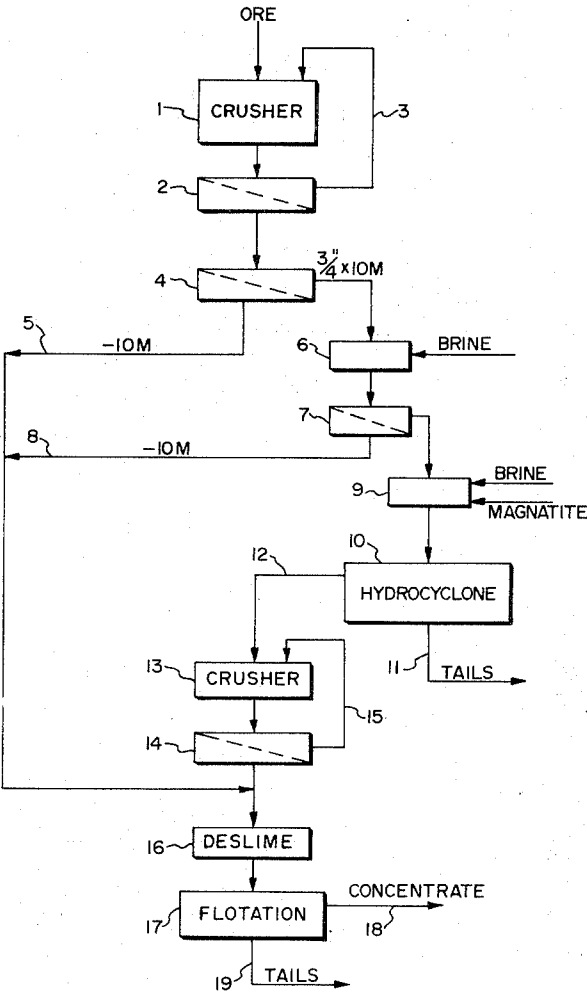 ORE
1
CRUSHER
3
2
4
3/4" x 10M
5
-10M
6
BRINE
7
8
-10M
9
BRINE
MAGNATITE
10
HYDROCYCLONE
12
11
TAILS
13
CRUSHER
15
14
16
DESLIME
17
FLOTATION
CONCENTRATE
18
19
TAILS